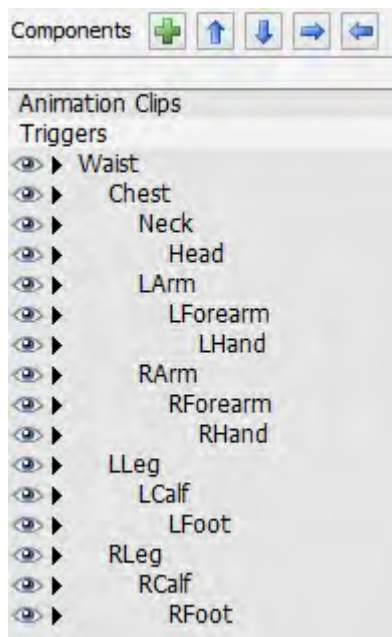 Components
Animation Clips
Triggers
Waist
Chest
Neck
Head
LArm
LForearm
LHand
RArm
RForearm
RHand
LLeg
LCalf
LFoot
RLeg
RCalf
RFoot